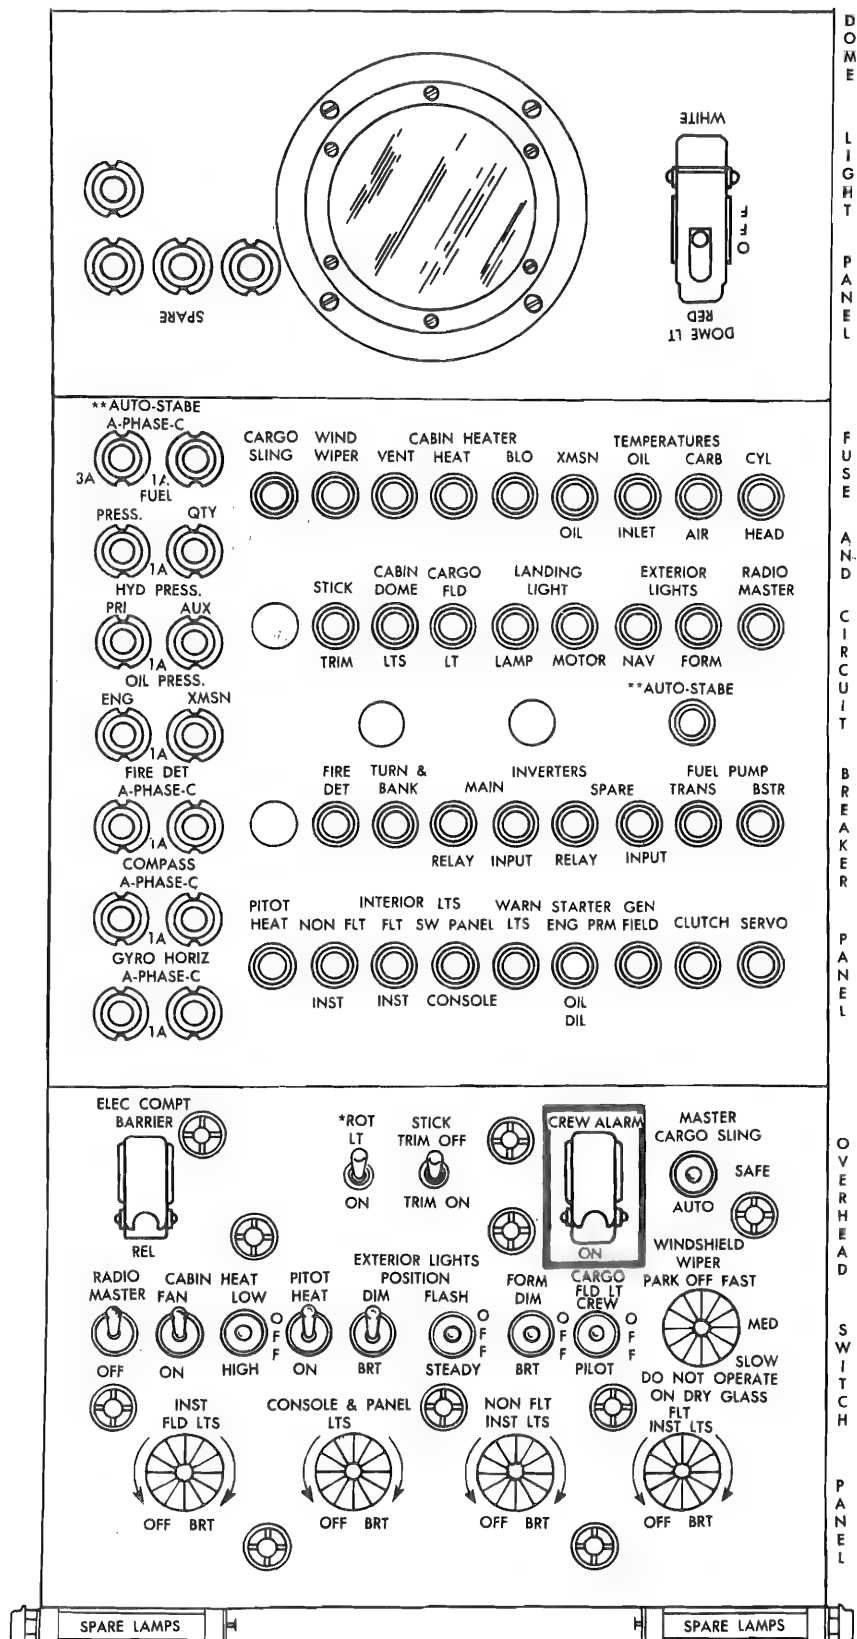 DOME LIGHT PANEL
WHITE
OFF
RED
DOME LT
SPARE
FUSE AND CIRCUIT BREAKER PANEL
**AUTO-STABE
A-PHASE-C
3A 1A
FUEL
PRESS. QTY
1A
HYD PRESS.
PRI AUX
1A
OIL PRESS.
ENG XMSN
1A
FIRE DET
A-PHASE-C
1A
COMPASS
A-PHASE-C
1A
GYRO HORIZ
A-PHASE-C
1A
CARGO WIND CABIN HEATER TEMPERATURES
SLING WIPER VENT HEAT BLO XMSN OIL CARB CYL
OIL INLET AIR HEAD
CABIN CARGO LANDING EXTERIOR RADIO
STICK DOME FLD LIGHT LIGHTS MASTER
TRIM LTS LT LAMP MOTOR NAV FORM
**AUTO-STABE
FIRE TURN & INVERTERS FUEL PUMP
DET BANK MAIN SPARE TRANS BSTR
RELAY INPUT RELAY INPUT
PITOT INTERIOR LTS WARN STARTER GEN
HEAT NON FLT FLT SW PANEL LTS ENG PRM FIELD CLUTCH SERVO
INST INST CONSOLE OIL
DIL
OVERHEAD SWITCH PANEL
ELEC COMPT
BARRIER
REL
*ROT
LT
ON
STICK
TRIM OFF
TRIM ON
CREW ALARM
ON
MASTER
CARGO SLING
SAFE
AUTO
RADIO
MASTER
OFF
CABIN HEAT
FAN LOW
OFF
ON HIGH
PITOT
HEAT
ON
EXTERIOR LIGHTS
POSITION
DIM FLASH
OFF
BRT STEADY
FORM
DIM
OFF
BRT
CARGO
FLD LT
CREW
OFF
PILOT
WINDSHIELD
WIPER
PARK OFF FAST
MED
SLOW
DO NOT OPERATE
ON DRY GLASS
INST
FLD LTS
OFF BRT
CONSOLE & PANEL
LTS
OFF BRT
NON FLT
INST LTS
OFF BRT
FLT
INST LTS
OFF BRT
SPARE LAMPS
SPARE LAMPS